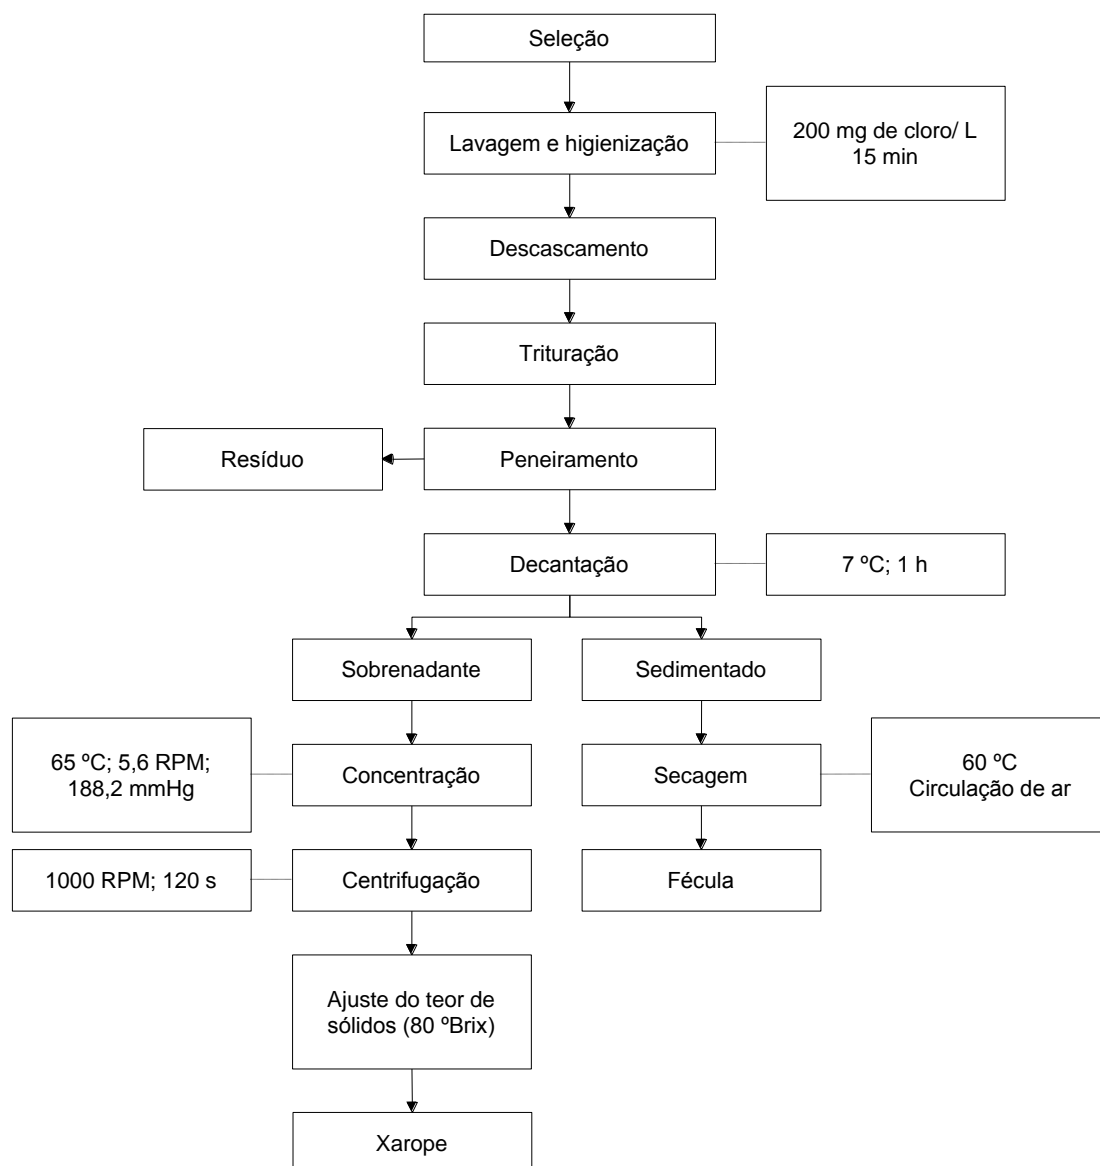 Seleção
Lavagem e higienização
200 mg de cloro/ L
15 min
Descascamento
Trituração
Resíduo
Peneiramento
Decantação
7 ºC; 1 h
Sobrenadante
Sedimentado
65 ºC; 5,6 RPM;
188,2 mmHg
Concentração
Secagem
60 ºC
Circulação de ar
1000 RPM; 120 s
Centrifugação
Fécula
Ajuste do teor de
sólidos (80 ºBrix)
Xarope